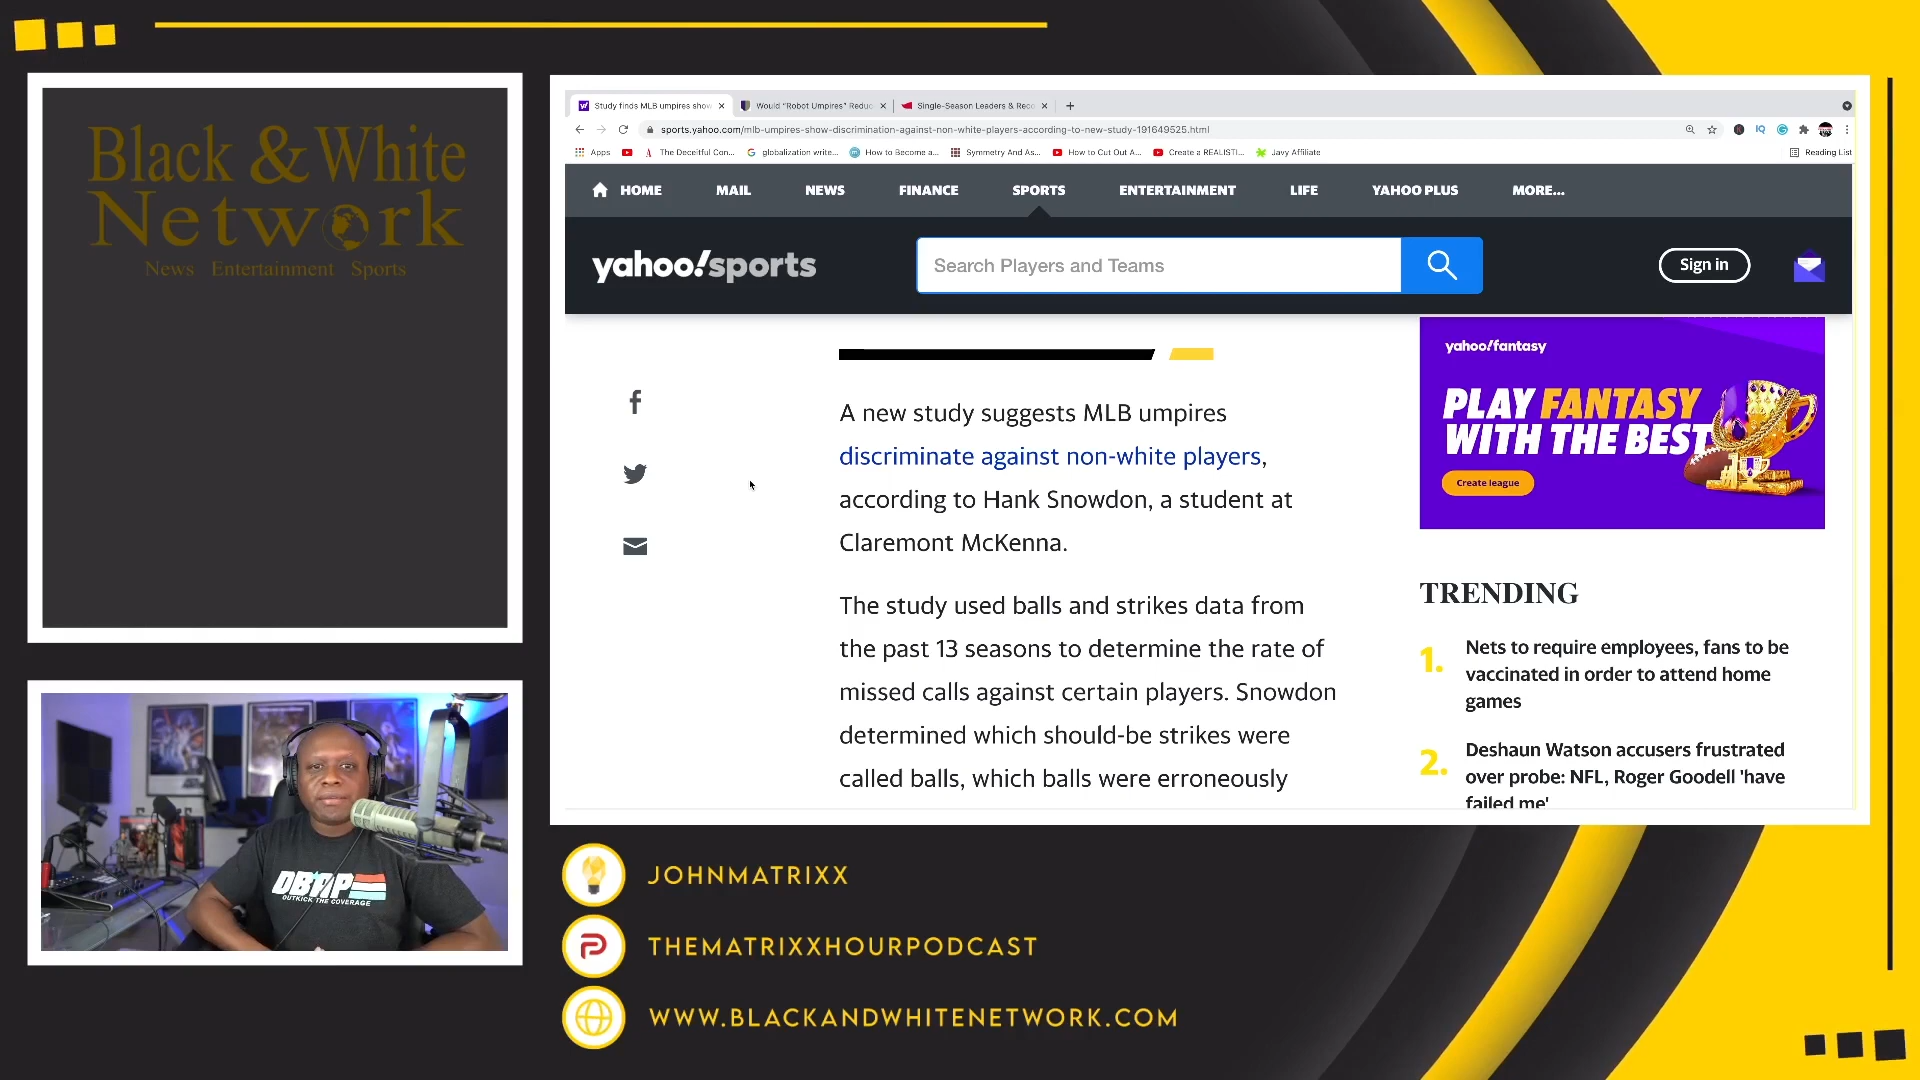 Black & White
Network
News Entertainment Sports
Study finds MLB umpires show
Would "Robot Umpires" Redu
Single-Season Leaders & Reco
sports.yahoo.com/mlb-umpires-show-discrimination-against-non-white-players-according-to-new-study-191649525.html
Apps
The Deceitful Con...
globalization write...
How to Become a...
Symmetry And As...
How to Cut Out A...
Create a REALISTI...
Javy Affiliate
Reading List
HOME MAIL NEWS FINANCE SPORTS ENTERTAINMENT LIFE YAHOO PLUS MORE...
yahoo!sports
Search Players and Teams
Sign in
A new study suggests MLB umpires
discriminate against non-white players,
according to Hank Snowdon, a student at
Claremont McKenna.
The study used balls and strikes data from
the past 13 seasons to determine the rate of
missed calls against certain players. Snowdon
determined which should-be strikes were
called balls, which balls were erroneously
yahoo!fantasy
PLAY FANTASY
WITH THE BEST
Create league
TRENDING
1. Nets to require employees, fans to be
vaccinated in order to attend home
games
2. Deshaun Watson accusers frustrated
over probe: NFL, Roger Goodell 'have
failed me'
OUTKICK THE COVERAGE
JOHNMATRIXX
THEMATRIXXHOURPODCAST
WWW.BLACKANDWHITENETWORK.COM